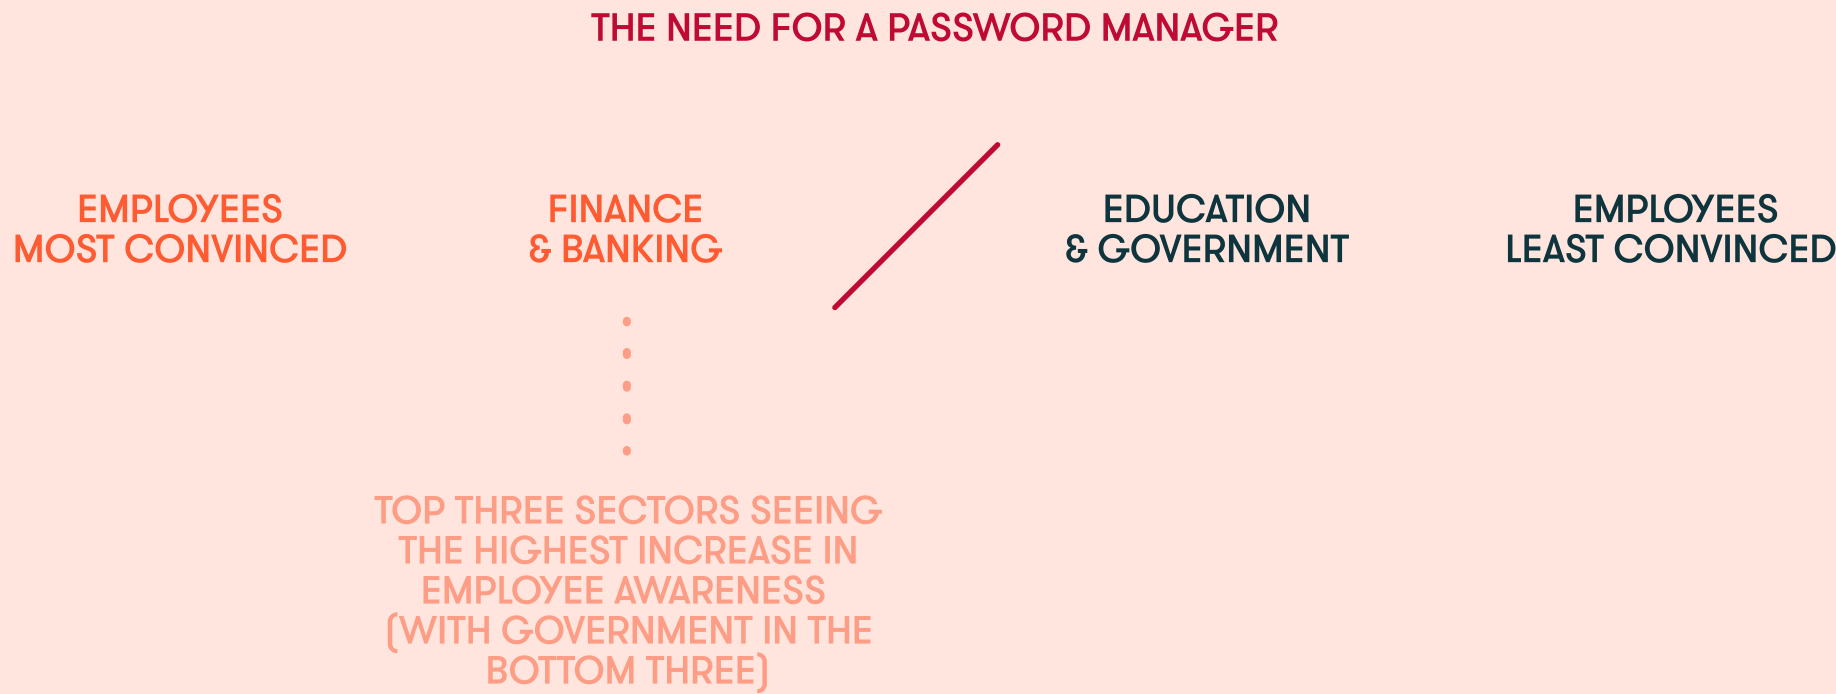 THE NEED FOR A PASSWORD MANAGER
EMPLOYEES
MOST CONVINCED
FINANCE
& BANKING
EDUCATION
& GOVERNMENT
EMPLOYEES
LEAST CONVINCED
TOP THREE SECTORS SEEING
THE HIGHEST INCREASE IN
EMPLOYEE AWARENESS
(WITH GOVERNMENT IN THE
BOTTOM THREE)